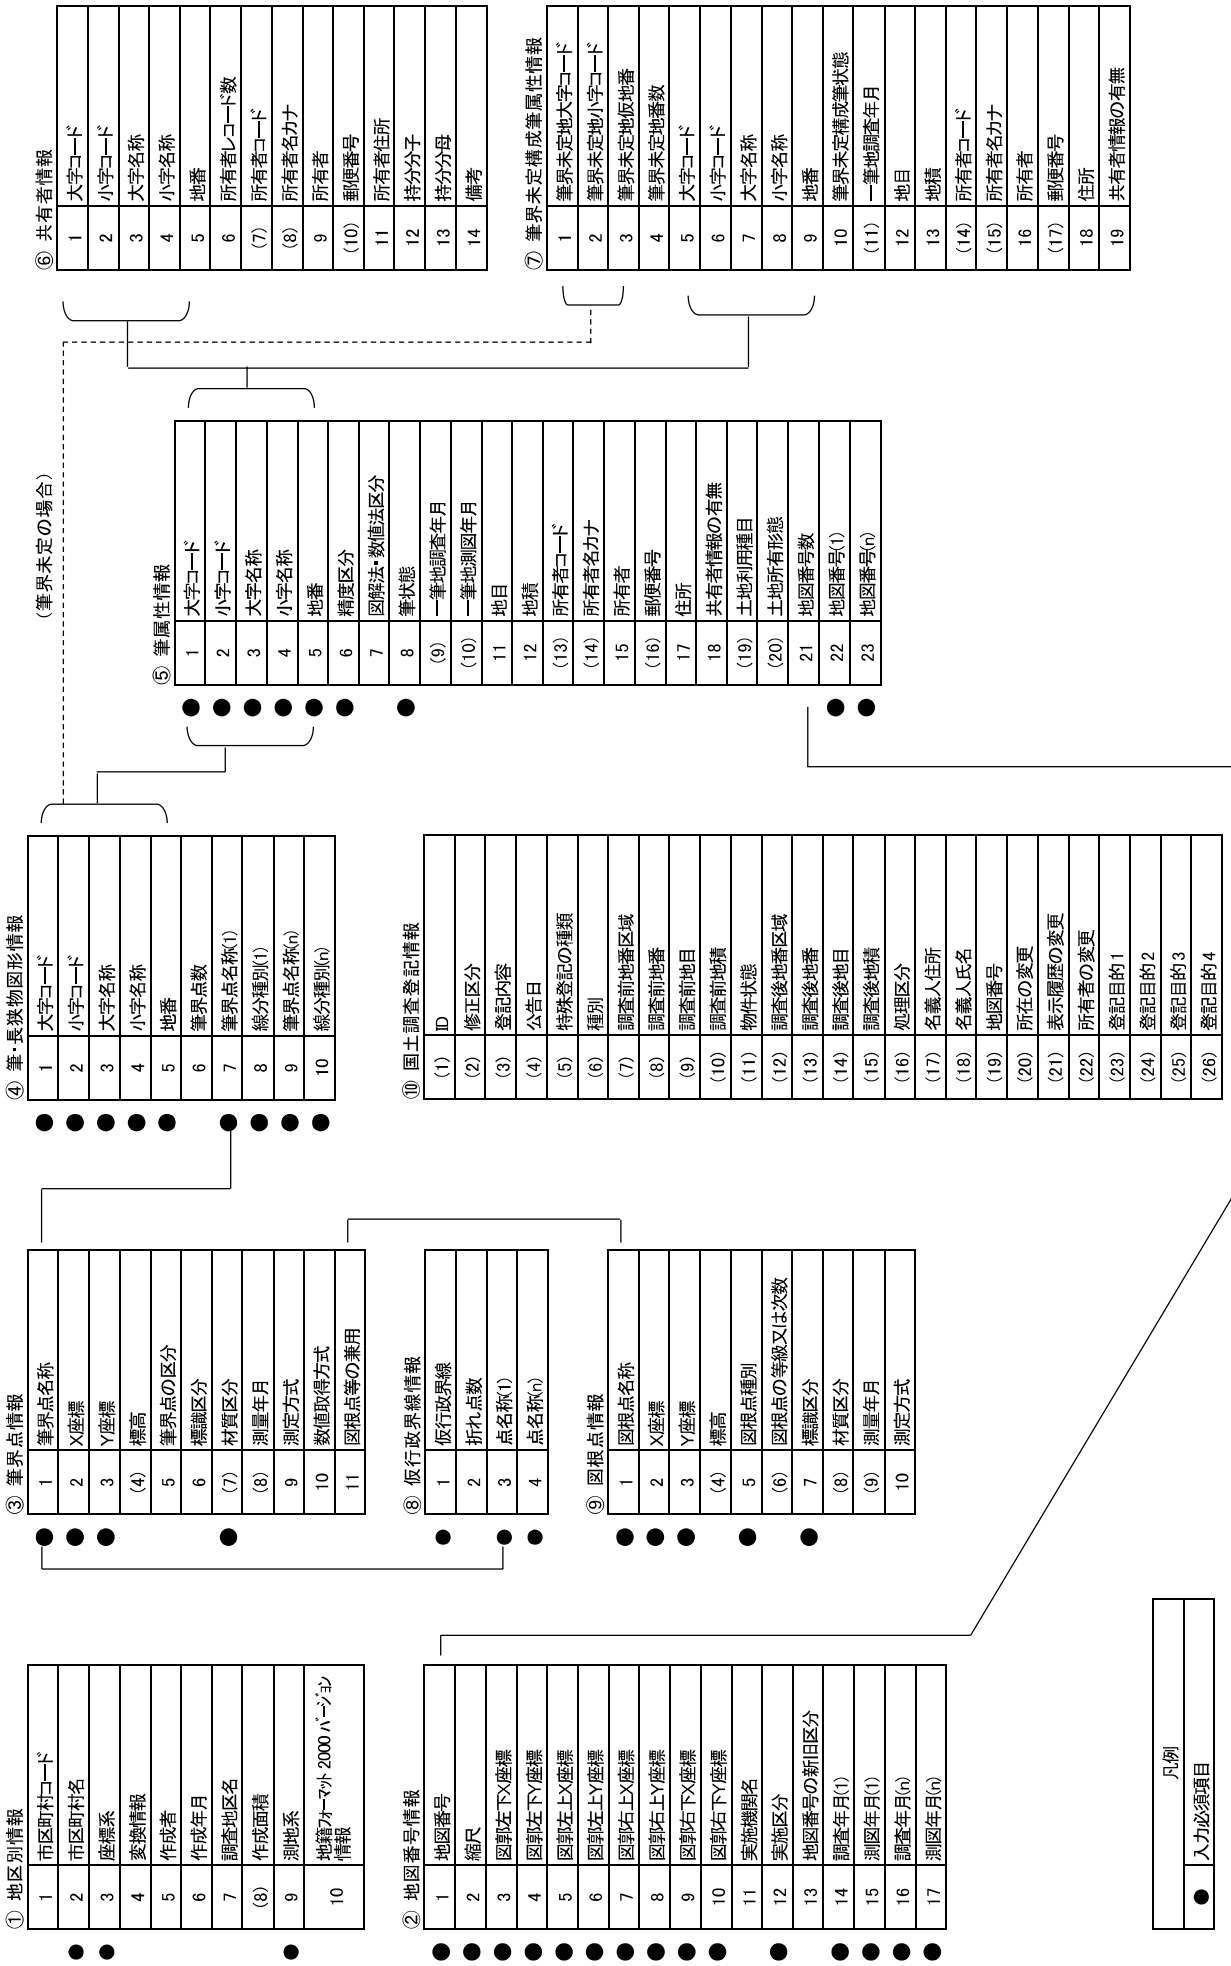 ① 地区別情報
1 市区町村コード
● 2 市区町村名
● 3 座標系
4 変換情報
5 作成者
6 作成年月
7 調査地区名
(8) 作成面積
● 9 測地系
10 地籍フォーマット2000 バージョン
情報
② 地図番号情報
● 1 地図番号
● 2 縮尺
● 3 図郭左下X座標
● 4 図郭左下Y座標
● 5 図郭左上X座標
● 6 図郭左上Y座標
● 7 図郭右上X座標
● 8 図郭右上Y座標
● 9 図郭右下X座標
● 10 図郭右下Y座標
11 実施機関名
● 12 実施区分
13 地図番号の新旧区分
● 14 調査年月(1)
● 15 測図年月(1)
● 16 調査年月(n)
● 17 測図年月(n)
凡例
● 入力必須項目
③ 筆界点情報
● 1 筆界点名称
● 2 X座標
● 3 Y座標
(4) 標高
5 筆界点の区分
6 標識区分
● (7) 材質区分
(8) 測量年月
9 測定方式
10 数値取得方式
11 図根点等の兼用
⑧ 仮行政界線情報
● 1 仮行政界線
2 折れ点数
● 3 点名称(1)
● 4 点名称(n)
⑨ 図根点情報
● 1 図根点名称
● 2 X座標
● 3 Y座標
(4) 標高
● 5 図根点種別
(6) 図根点の等級又は次数
● 7 標識区分
(8) 材質区分
(9) 測量年月
10 測定方式
④ 筆・長狭物図形情報
● 1 大字コード
● 2 小字コード
● 3 大字名称
● 4 小字名称
● 5 地番
6 筆界点数
● 7 筆界点名称(1)
● 8 線分種別(1)
● 9 筆界点名称(n)
● 10 線分種別(n)
⑩ 国土調査登記情報
(1) ID
(2) 修正区分
(3) 登記内容
(4) 公告日
(5) 特殊登記の種類
(6) 種別
(7) 調査前地番区域
(8) 調査前地番
(9) 調査前地目
(10) 調査前地積
(11) 物件状態
(12) 調査後地番区域
(13) 調査後地番
(14) 調査後地目
(15) 調査後地積
(16) 処理区分
(17) 名義人住所
(18) 名義人氏名
(19) 地図番号
(20) 所在の変更
(21) 表示履歴の変更
(22) 所有者の変更
(23) 登記目的1
(24) 登記目的2
(25) 登記目的3
(26) 登記目的4
(筆界未定の場合)
⑤ 筆属性情報
● 1 大字コード
● 2 小字コード
● 3 大字名称
● 4 小字名称
● 5 地番
● 6 精度区分
7 図解法・数値法区分
● 8 筆状態
(9) 一筆地調査年月
(10) 一筆地測図年月
11 地目
12 地積
(13) 所有者コード
(14) 所有者名カナ
15 所有者
(16) 郵便番号
17 住所
18 共有者情報の有無
(19) 土地利用種目
(20) 土地所有形態
21 地図番号数
● 22 地図番号(1)
● 23 地図番号(n)
⑥ 共有者情報
1 大字コード
2 小字コード
3 大字名称
4 小字名称
5 地番
6 所有者レコード数
(7) 所有者コード
(8) 所有者名カナ
9 所有者
(10) 郵便番号
11 所有者住所
12 持分分子
13 持分分母
14 備考
⑦ 筆界未定構成筆属性情報
1 筆界未定地大字コード
2 筆界未定地小字コード
3 筆界未定地仮地番
4 筆界未定地番数
5 大字コード
6 小字コード
7 大字名称
8 小字名称
9 地番
10 筆界未定構成筆状態
(11) 一筆地調査年月
12 地目
13 地積
(14) 所有者コード
(15) 所有者名カナ
16 所有者
(17) 郵便番号
18 住所
19 共有者情報の有無